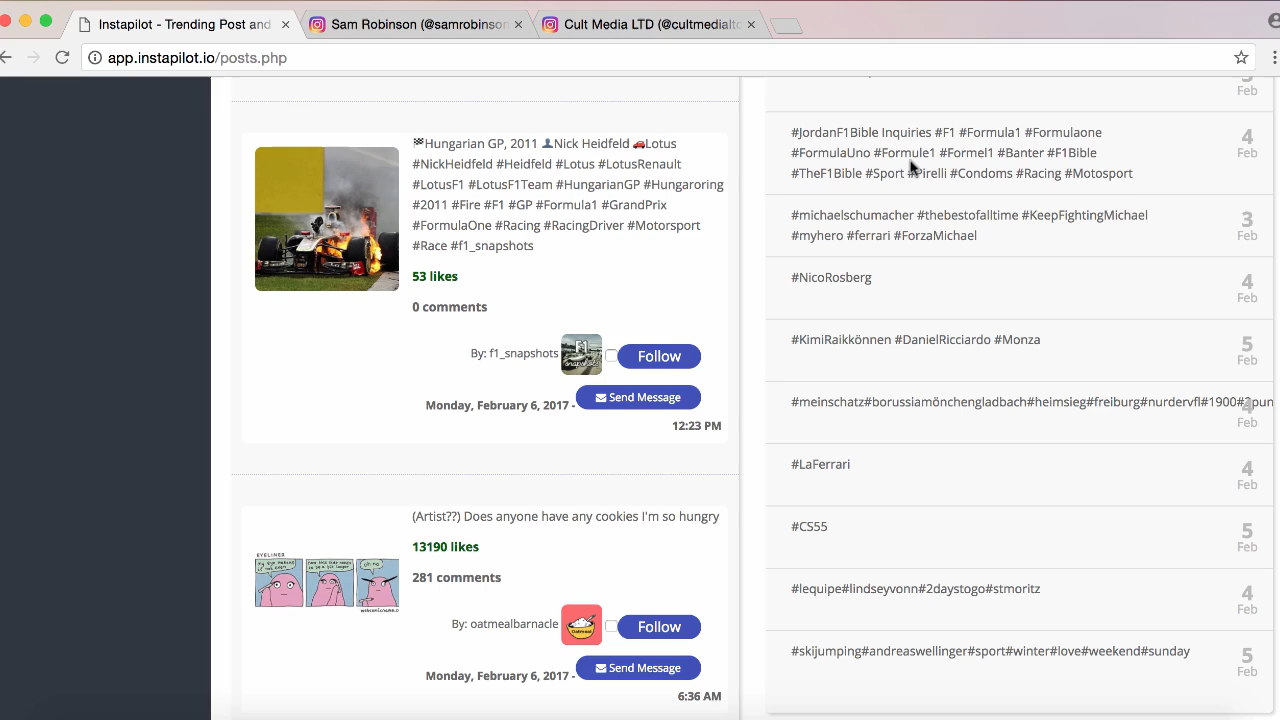 Instapilot - Trending Post and
Sam Robinson (@samrobinson
Cult Media LTD (@cultmedialto
app.instapilot.io/posts.php
Hungarian GP, 2011 👤Nick Heidfeld 🚗Lotus
#NickHeidfeld #Heidfeld #Lotus #LotusRenault
#LotusF1 #LotusF1Team #HungarianGP #Hungaroring
#2011 #Fire #F1 #GP #Formula1 #GrandPrix
#FormulaOne #Racing #RacingDriver #Motorsport
#Race #f1_snapshots
53 likes
0 comments
By: f1_snapshots
Follow
Monday, February 6, 2017 -
Send Message
12:23 PM
(Artist??) Does anyone have any cookies I'm so hungry
13190 likes
281 comments
EYELINER
By: oatmealbarnacle
Follow
Monday, February 6, 2017 -
Send Message
6:36 AM
Feb
#JordanF1Bible Inquiries #F1 #Formula1 #Formulaone
#FormulaUno #Formule1 #Formel1 #Banter #F1Bible
#TheF1Bible #Sport #Pirelli #Condoms #Racing #Motosport
4
Feb
#michaelschumacher #thebestofalltime #KeepFightingMichael
#myhero #ferrari #ForzaMichael
3
Feb
#NicoRosberg
4
Feb
#KimiRaikkönnen #DanielRicciardo #Monza
5
Feb
#meinschatz#borussiamönchengladbach#heimsieg#freiburg#nurdervfl#1900#3pun
4
Feb
#LaFerrari
4
Feb
#CS55
5
Feb
#lequipe#lindseyvonn#2daystogo#stmoritz
4
Feb
#skijumping#andreaswellinger#sport#winter#love#weekend#sunday
5
Feb